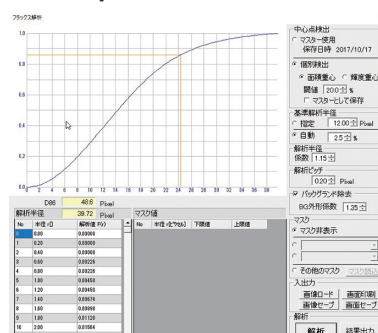 フラックス解析
1.0
0.8
0.6
0.4
0.2
0.0
2 4 6 8 10 12 14 16 18 20 22 24 26 28 30 32 34 36 38
D86 48.6 Pixel
解析半径 39.72 Pixel
マスク値
No 半径 r[] 解析値 F(r)
No 半径 r[ピクセル] 下限値 上限値
0 0.00 0.00000
1 0.20 0.00000
2 0.40 0.00000
3 0.60 0.00226
4 0.80 0.00226
5 1.00 0.00450
6 1.20 0.00450
7 1.40 0.00674
8 1.60 0.00898
9 1.80 0.01120
10 2.00 0.01564
中心点検出
マスター使用
保存日時 2017/10/17
個別検出
面積重心 輝度重心
閾値 20.0 %
マスターとして保存
基準解析半径
指定 12.00 Pixel
自動 2.5 %
解析半径
係数 1.15
解析ピッチ
0.20 Pixel
バックグランド除去
BG外形係数 1.35
マスク
マスク非表示
その他のマスク マスク読込
入出力
画像ロード 画面印刷
画像セーブ 画面セーブ
解析
解析 結果出力